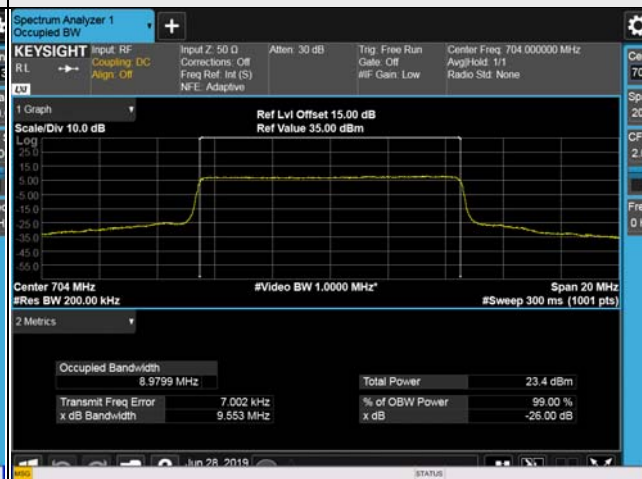 Spectrum Analyzer 1
Occupied BW
+
KEYSIGHT
RL
LXI
Input: RF
Coupling: DC
Align: Off
Input Z: 50 Ω
Corrections: Off
Freq Ref: Int (S)
NFE: Adaptive
Atten: 30 dB
Trig: Free Run
Gate: Off
#IF Gain: Low
Center Freq: 704.000000 MHz
Avg|Hold: 1/1
Radio Std: None
1 Graph
Scale/Div 10.0 dB
Ref Lvl Offset 15.00 dB
Ref Value 35.00 dBm
Log
25.0
15.0
5.00
-5.00
-15.0
-25.0
-35.0
-45.0
-55.0
Center 704 MHz
#Video BW 1.0000 MHz*
Span 20 MHz
#Res BW 200.00 kHz
#Sweep 300 ms (1001 pts)
2 Metrics
Occupied Bandwidth
8.9799 MHz
Total Power 23.4 dBm
Transmit Freq Error 7.002 kHz
% of OBW Power 99.00 %
x dB Bandwidth 9.553 MHz
x dB -26.00 dB
Jun 28, 2019
MSG
STATUS